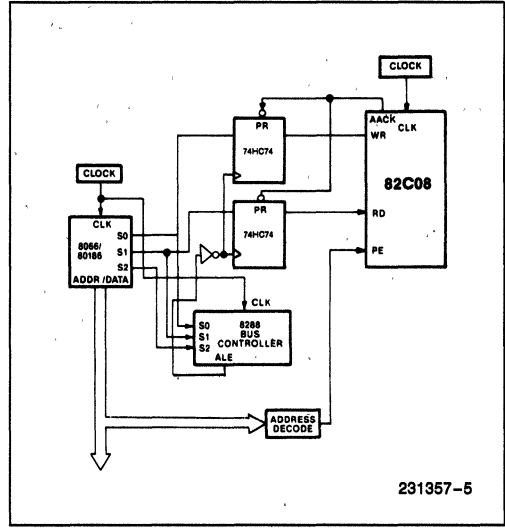 CLOCK
AACK
CLK
PR
WR
74HC74
82C08
CLOCK
PR
CLK
74HC74
RD
S0
8066/
80186
S1
S2
PE
ADDR/DATA
CLK
S0
8288
S1
BUS
S2
CONTROLLER
ALE
ADDRESS
DECODE
231357-5